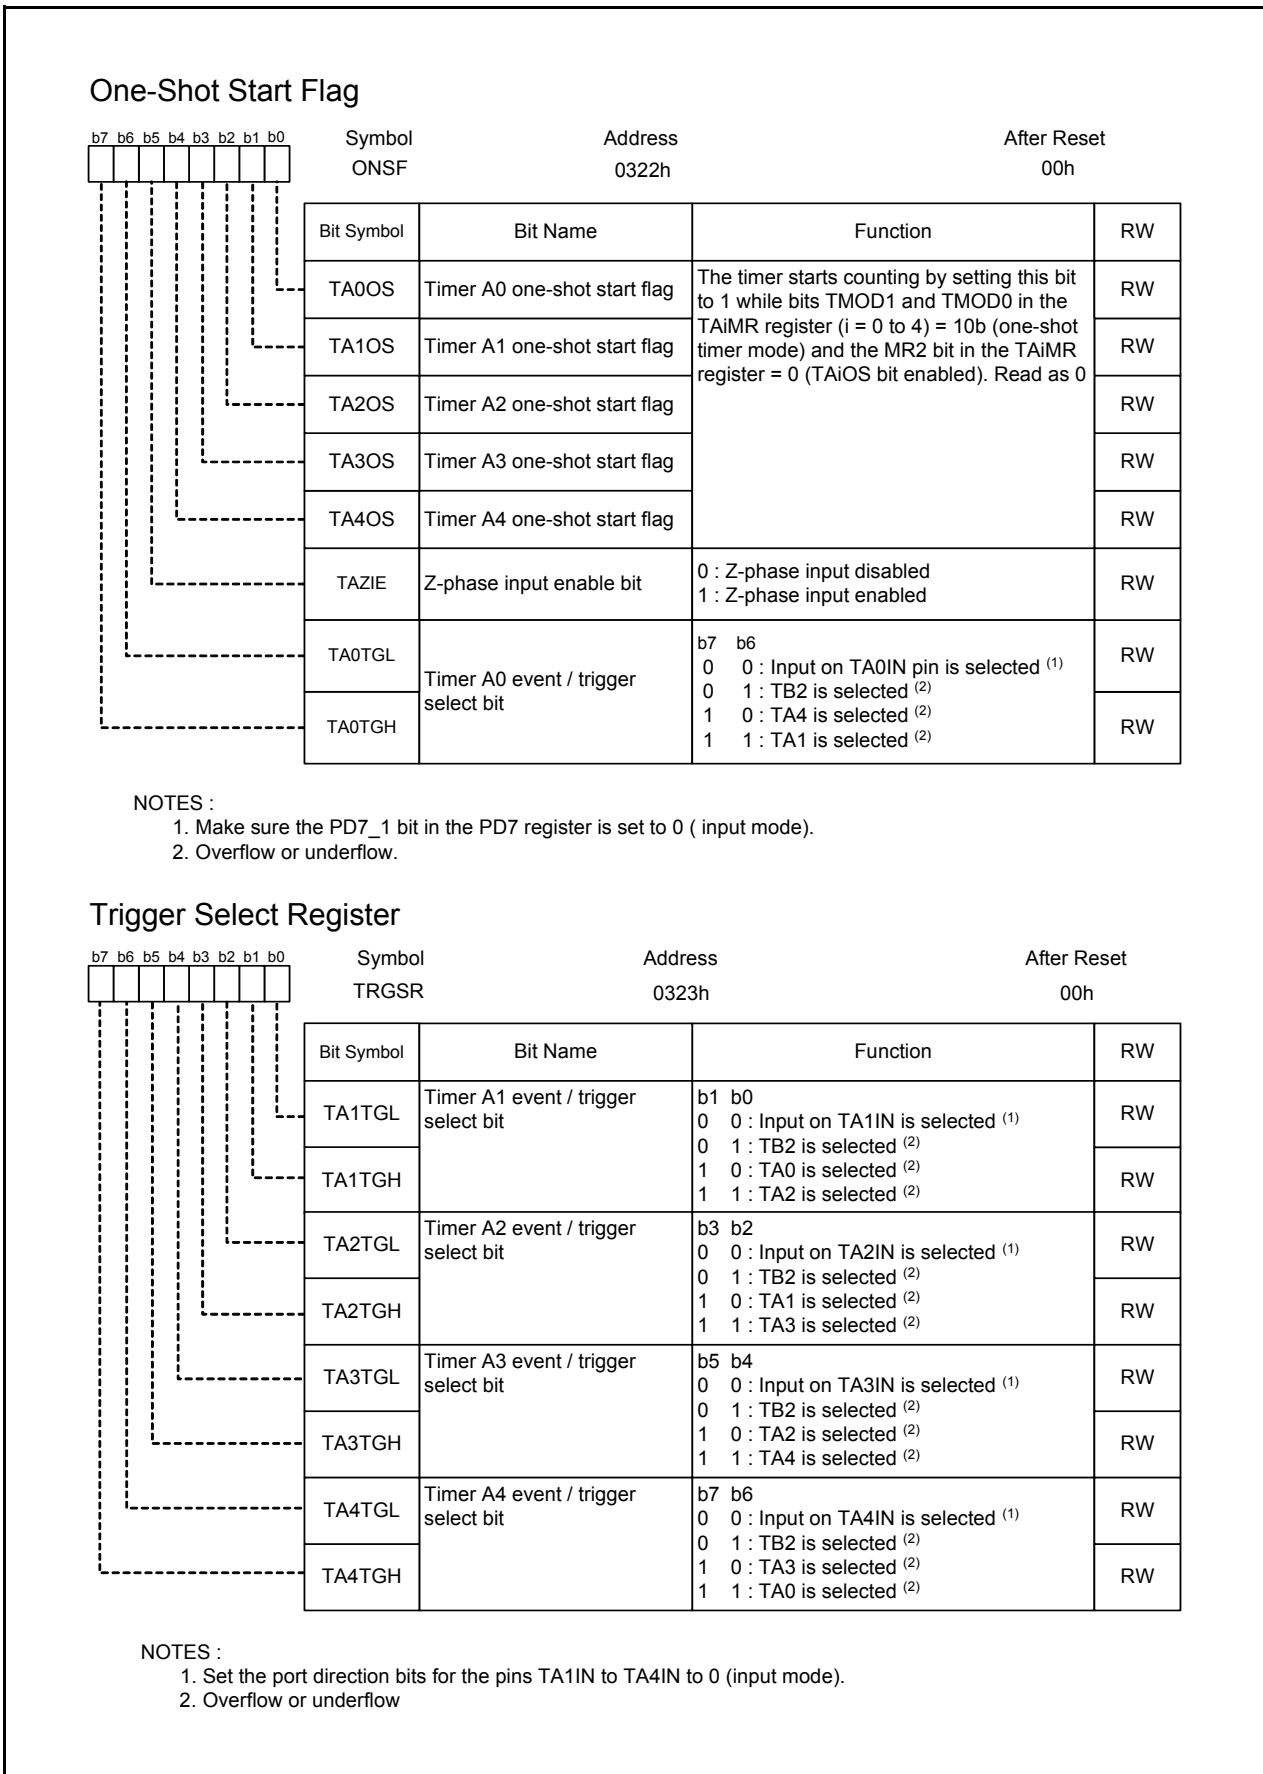 One-Shot Start Flag
b7 b6 b5 b4 b3 b2 b1 b0
Symbol Address After Reset
ONSF 0322h 00h
Bit Symbol Bit Name Function RW
TA0OS Timer A0 one-shot start flag The timer starts counting by setting this bit RW
to 1 while bits TMOD1 and TMOD0 in the
TAiMR register (i = 0 to 4) = 10b (one-shot
TA1OS Timer A1 one-shot start flag timer mode) and the MR2 bit in the TAiMR RW
register = 0 (TAiOS bit enabled). Read as 0
TA2OS Timer A2 one-shot start flag RW
TA3OS Timer A3 one-shot start flag RW
TA4OS Timer A4 one-shot start flag RW
TAZIE Z-phase input enable bit 0 : Z-phase input disabled RW
1 : Z-phase input enabled
TA0TGL Timer A0 event / trigger b7 b6 RW
select bit 0 0 : Input on TA0IN pin is selected (1)
0 1 : TB2 is selected (2)
TA0TGH 1 0 : TA4 is selected (2) RW
1 1 : TA1 is selected (2)
NOTES :
1. Make sure the PD7_1 bit in the PD7 register is set to 0 ( input mode).
2. Overflow or underflow.
Trigger Select Register
b7 b6 b5 b4 b3 b2 b1 b0
Symbol Address After Reset
TRGSR 0323h 00h
Bit Symbol Bit Name Function RW
TA1TGL Timer A1 event / trigger b1 b0 RW
select bit 0 0 : Input on TA1IN is selected (1)
0 1 : TB2 is selected (2)
TA1TGH 1 0 : TA0 is selected (2) RW
1 1 : TA2 is selected (2)
TA2TGL Timer A2 event / trigger b3 b2 RW
select bit 0 0 : Input on TA2IN is selected (1)
0 1 : TB2 is selected (2)
TA2TGH 1 0 : TA1 is selected (2) RW
1 1 : TA3 is selected (2)
TA3TGL Timer A3 event / trigger b5 b4 RW
select bit 0 0 : Input on TA3IN is selected (1)
0 1 : TB2 is selected (2)
TA3TGH 1 0 : TA2 is selected (2) RW
1 1 : TA4 is selected (2)
TA4TGL Timer A4 event / trigger b7 b6 RW
select bit 0 0 : Input on TA4IN is selected (1)
0 1 : TB2 is selected (2)
TA4TGH 1 0 : TA3 is selected (2) RW
1 1 : TA0 is selected (2)
NOTES :
1. Set the port direction bits for the pins TA1IN to TA4IN to 0 (input mode).
2. Overflow or underflow